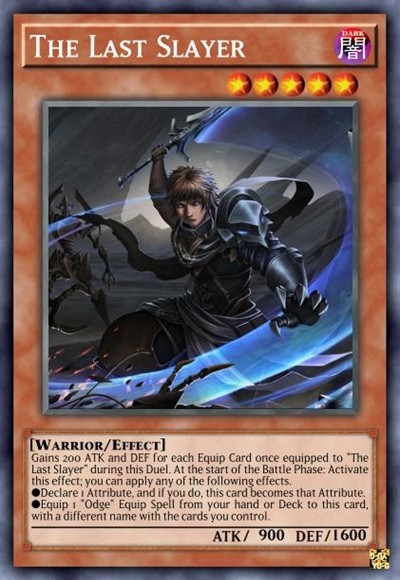 The Last Slayer
DARK
闇
[Warrior/Effect]
Gains 200 ATK and DEF for each Equip Card once equipped to "The
Last Slayer" during this Duel. At the start of the Battle Phase: Activate
this effect; you can apply any of the following effects.
●Declare 1 Attribute, and if you do, this card becomes that Attribute.
●Equip 1 "Odge" Equip Spell from your hand or Deck to this card,
with a different name with the cards you control.
ATK/ 900 DEF/1600